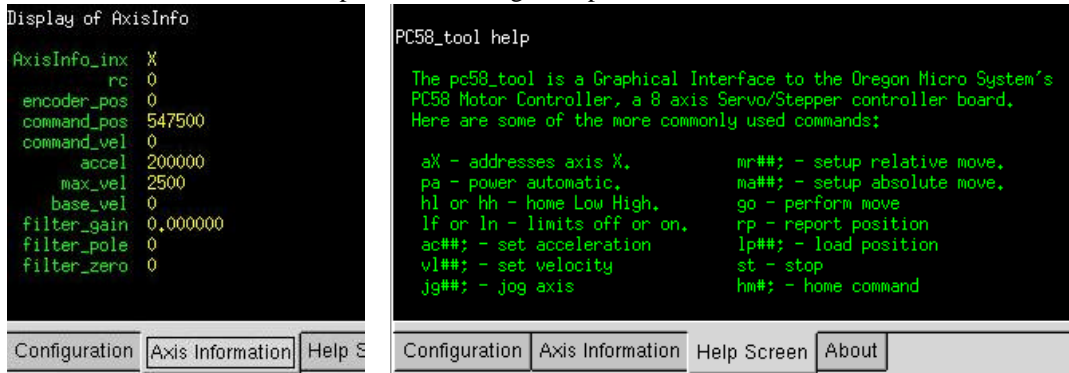 Display of AxisInfo
AxisInfo_inx X
rc 0
encoder_pos 0
command_pos 547500
command_vel 0
accel 200000
max_vel 2500
base_vel 0
filter_gain 0.000000
filter_pole 0
filter_zero 0
Configuration Axis Information Help S
PC58_tool help
The pc58_tool is a Graphical Interface to the Oregon Micro System's
PC58 Motor Controller, a 8 axis Servo/Stepper controller board.
Here are some of the more commonly used commands:
aX - addresses axis X. mr##; - setup relative move.
pa - power automatic. ma##; - setup absolute move.
hl or hh - home Low High. go - perform move
lf or ln - limits off or on. rp - report position
ac##; - set acceleration lp##; - load position
vl##; - set velocity st - stop
jg##; - jog axis hm#; - home command
Configuration Axis Information Help Screen About